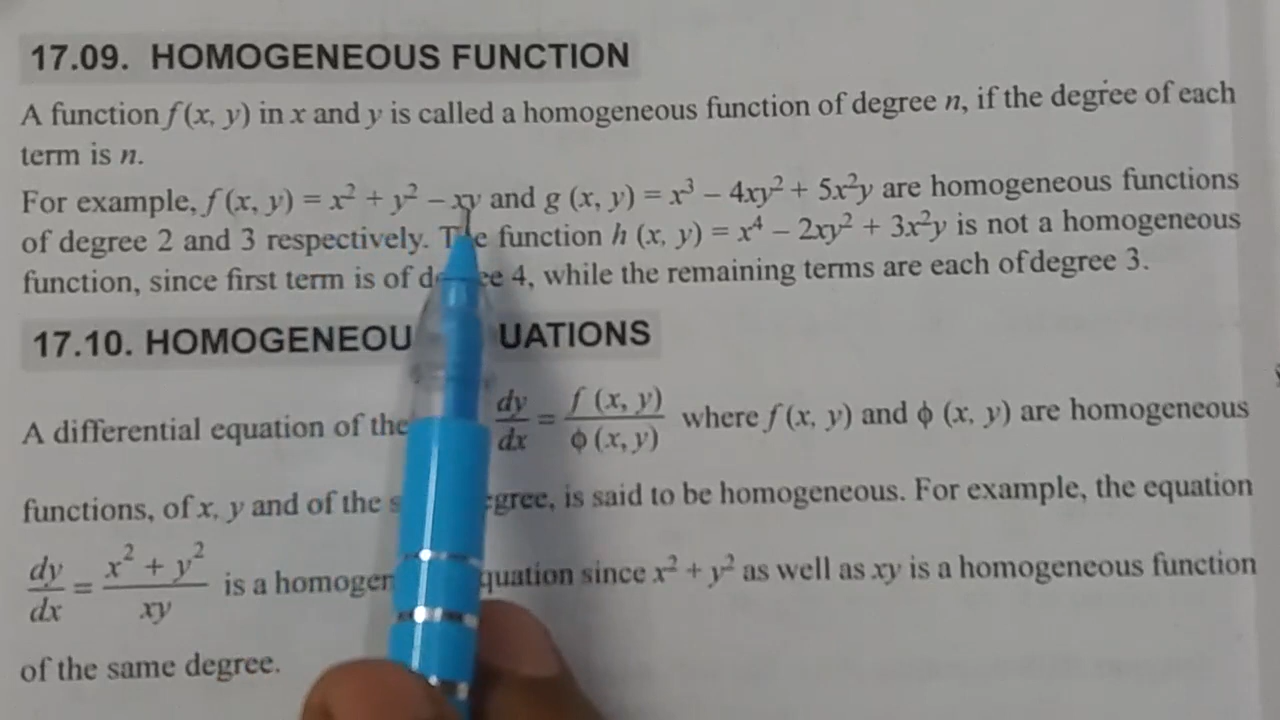 17.09. HOMOGENEOUS FUNCTION
A function f (x, y) in x and y is called a homogeneous function of degree n, if the degree of each
term is n.
For example, f (x, y) = x² + y² – xy and g (x, y) = x³ – 4xy² + 5x²y are homogeneous functions
of degree 2 and 3 respectively. The function h (x, y) = x⁴ – 2xy² + 3x²y is not a homogeneous
function, since first term is of degree 4, while the remaining terms are each of degree 3.
17.10. HOMOGENEOU UATIONS
A differential equation of the dy/dx = f (x, y)/ϕ (x, y) where f (x, y) and ϕ (x, y) are homogeneous
functions, of x, y and of the s egree, is said to be homogeneous. For example, the equation
dy/dx = x² + y²/xy is a homogen quation since x² + y² as well as xy is a homogeneous function
of the same degree.